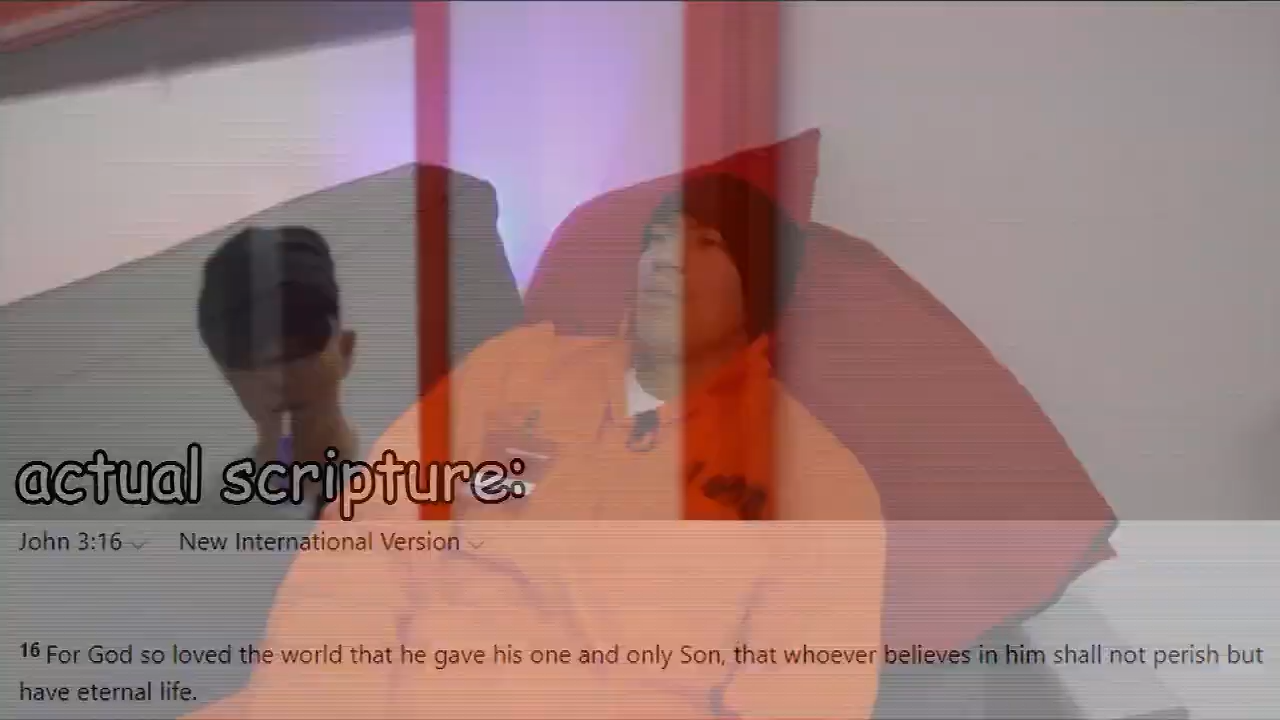 actual scripture:
John 3:16 New International Version
16 For God so loved the world that he gave his one and only Son, that whoever believes in him shall not perish but
have eternal life.